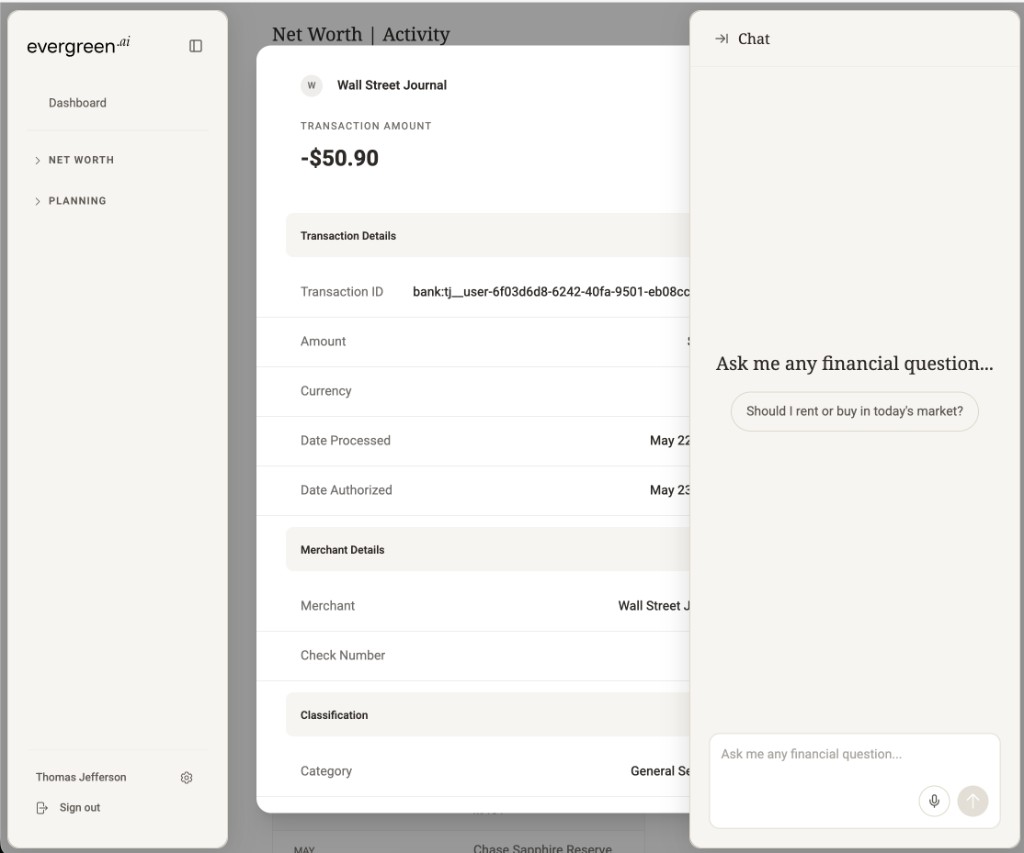 evergreen.ai
Dashboard
NET WORTH
PLANNING
Thomas Jefferson
Sign out
Net Worth | Activity
W Wall Street Journal
TRANSACTION AMOUNT
-$50.90
Transaction Details
Transaction ID bank:tj__user-6f03d6d8-6242-40fa-9501-eb08cc
Amount
Currency
Date Processed May 22
Date Authorized May 23
Merchant Details
Merchant Wall Street J
Check Number
Classification
Category General Se
MAY Chase Sapphire Reserve
Chat
Ask me any financial question...
Should I rent or buy in today's market?
Ask me any financial question...